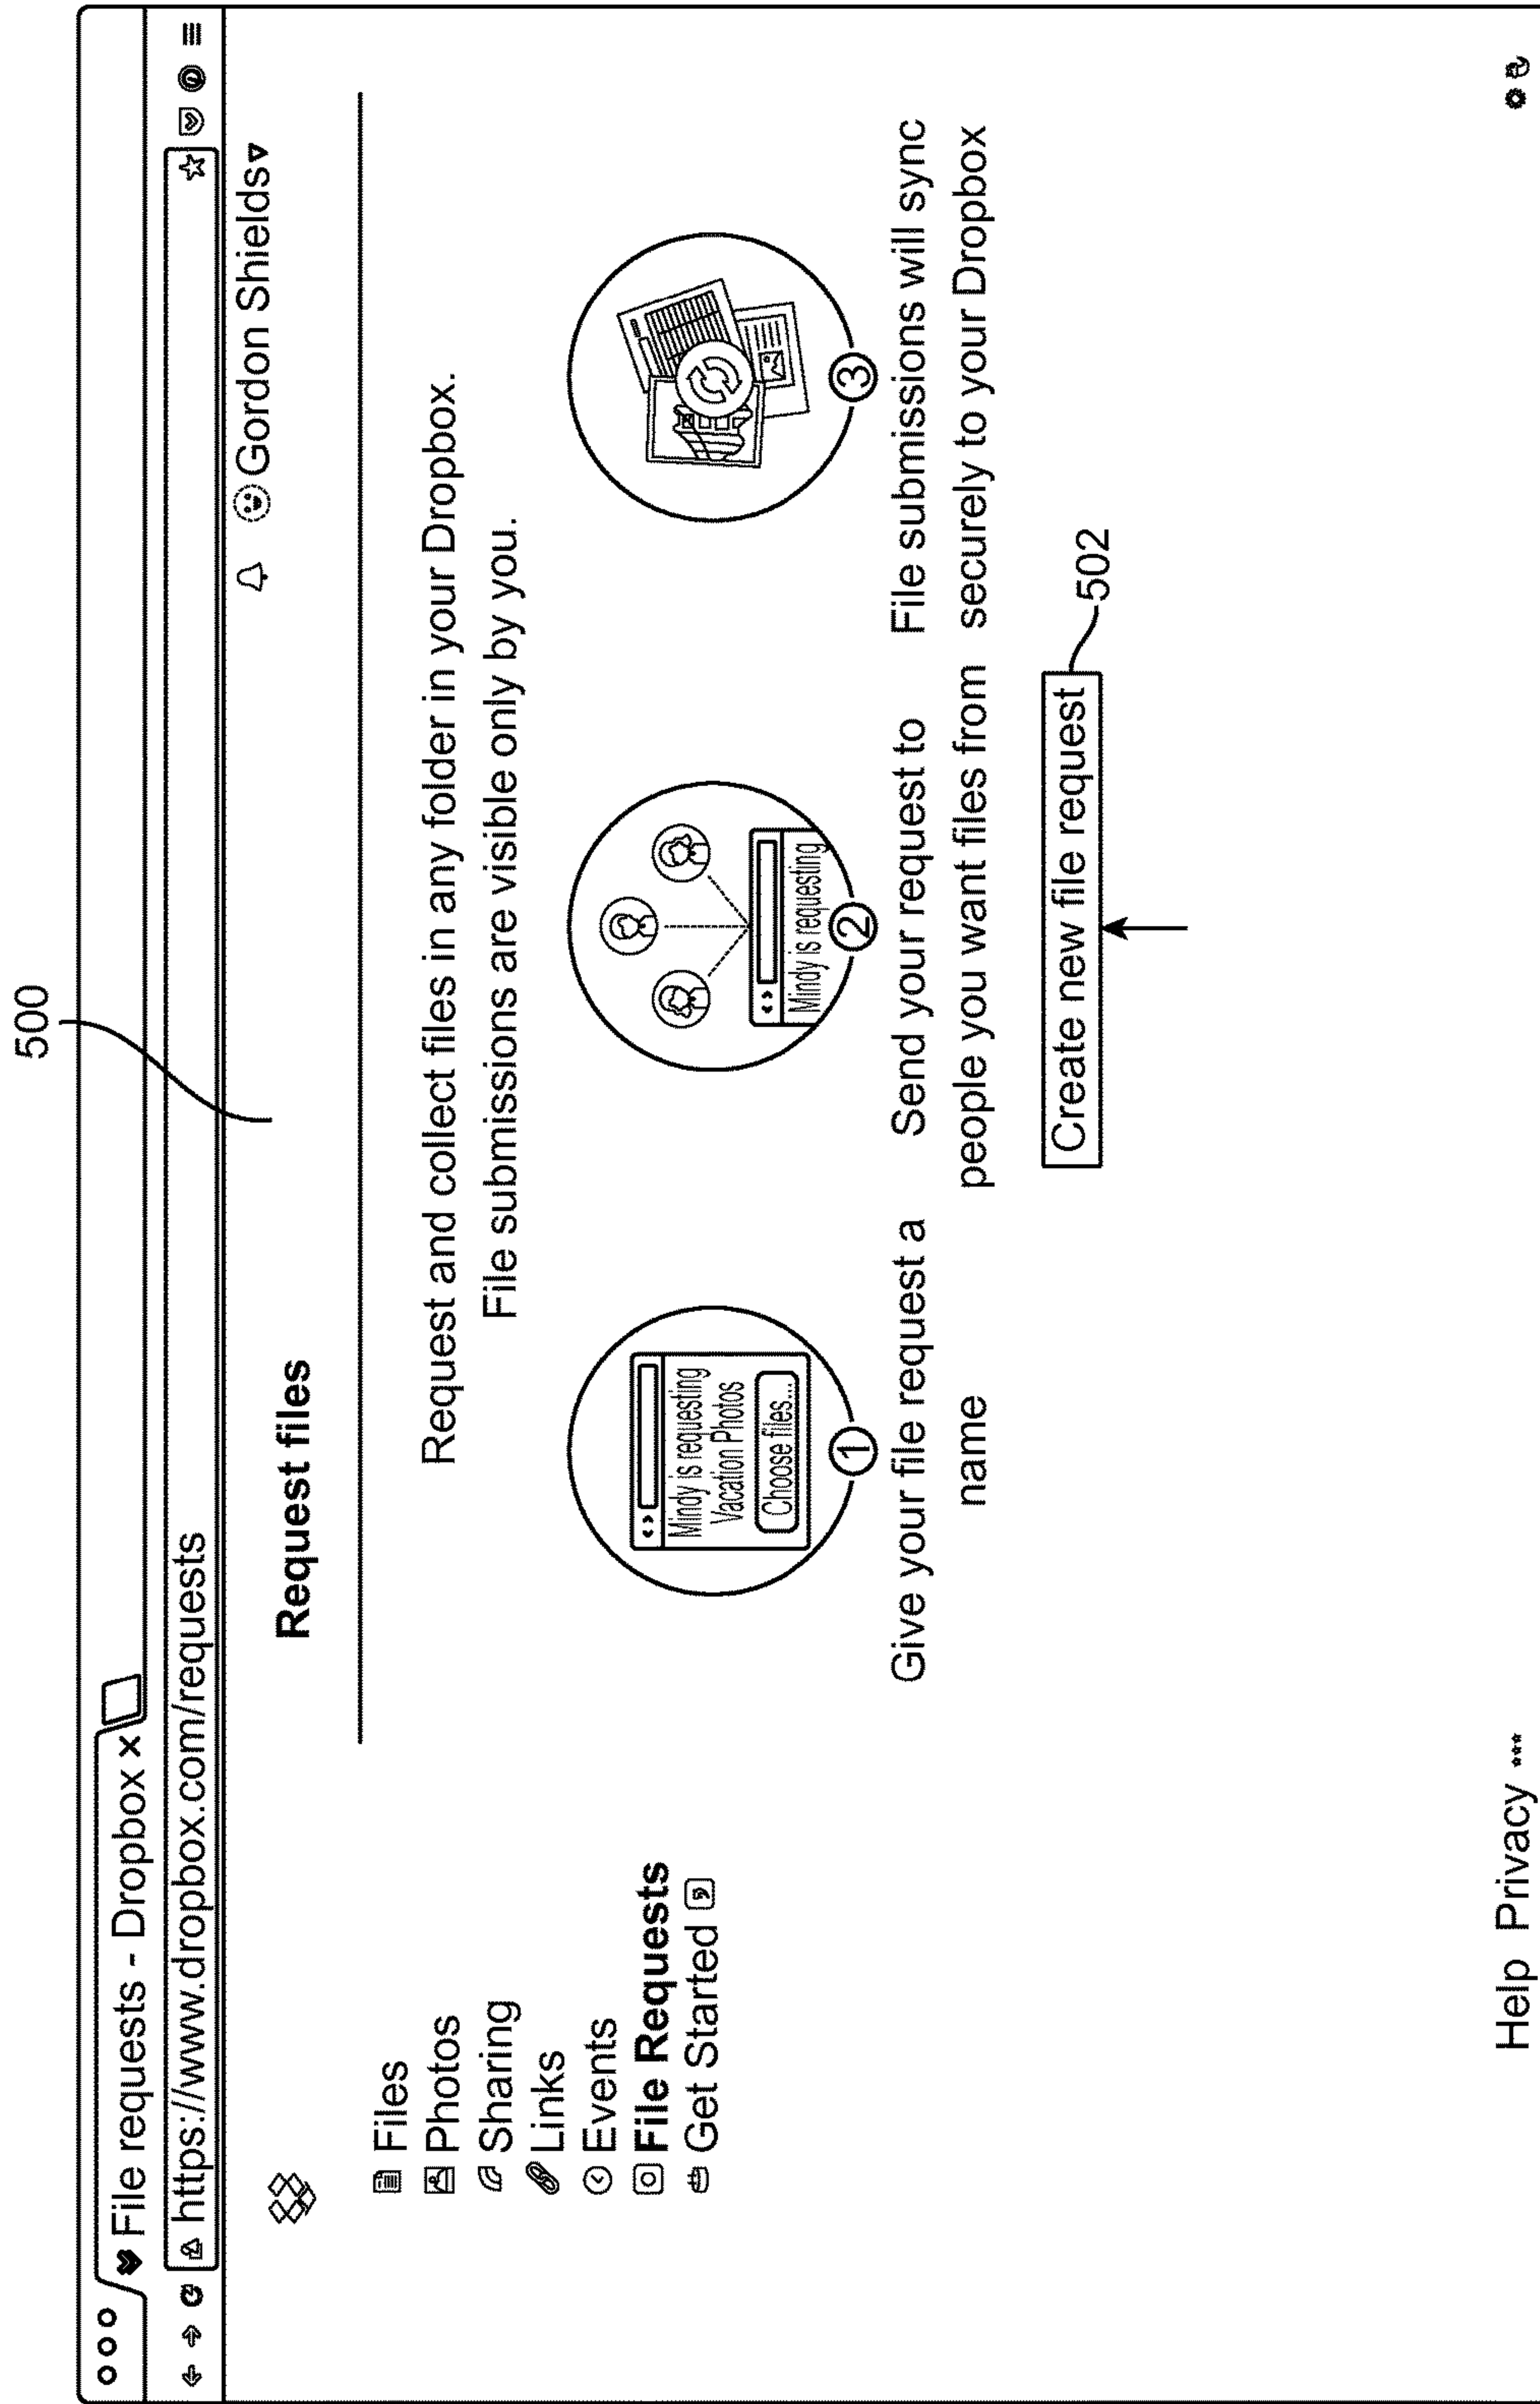 500
File requests - Dropbox ×
https://www.dropbox.com/requests
Gordon Shields
Request files
Files
Photos
Sharing
Links
Events
File Requests
Get Started
Request and collect files in any folder in your Dropbox.
File submissions are visible only by you.
Mindy is requesting
Vacation Photos
Choose files...
1
Give your file request a
name
Mindy is requesting
2
Send your request to
people you want files from
3
File submissions will sync
securely to your Dropbox
Create new file request
502
Help Privacy